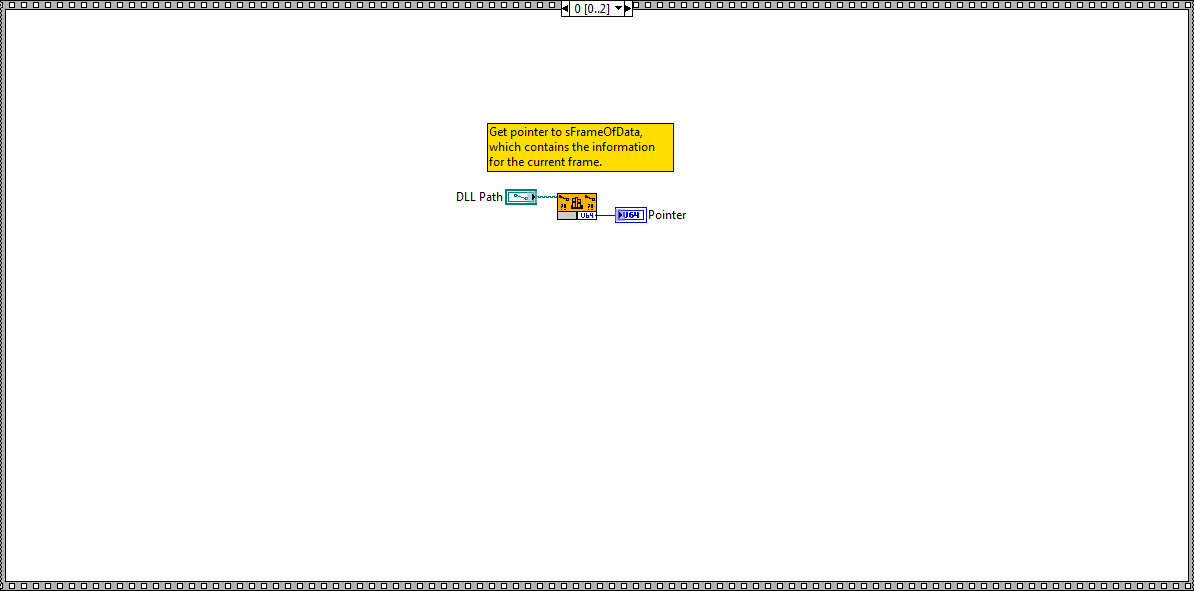 0 [0..2]
Get pointer to sFrameOfData,
which contains the information
for the current frame.
DLL Path
?! ?!
U64
U64 Pointer